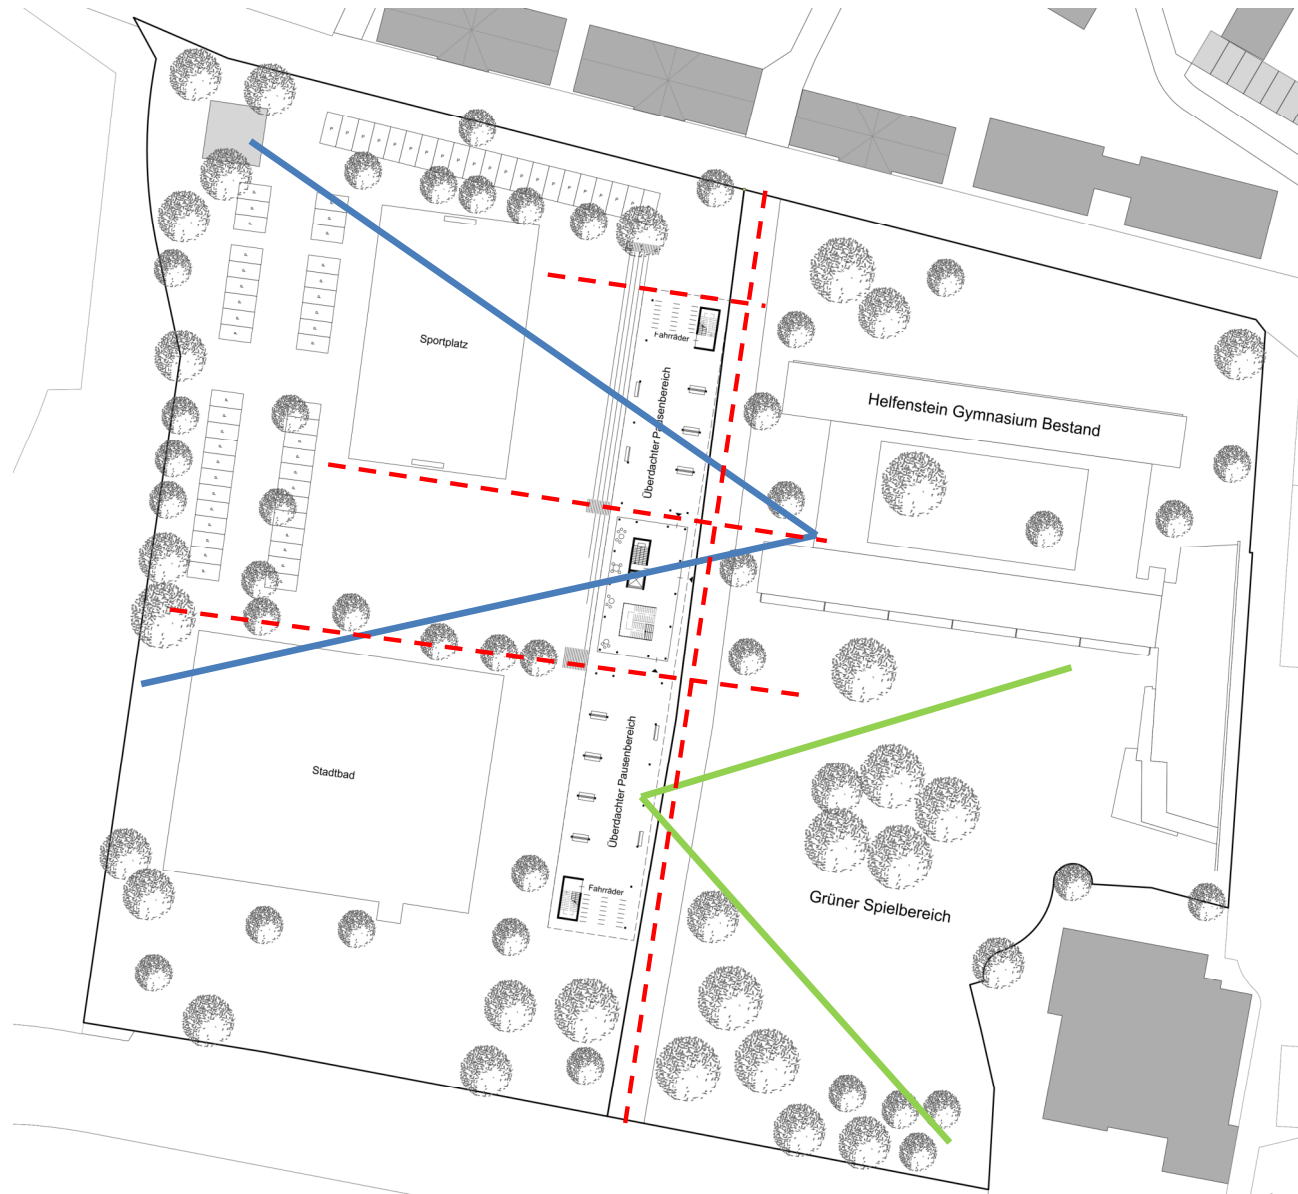 Sportplatz
Fahrräder
Überdachter Pausenbereich
Helfenstein Gymnasium Bestand
Stadtbad
Überdachter Pausenbereich
Fahrräder
Grüner Spielbereich